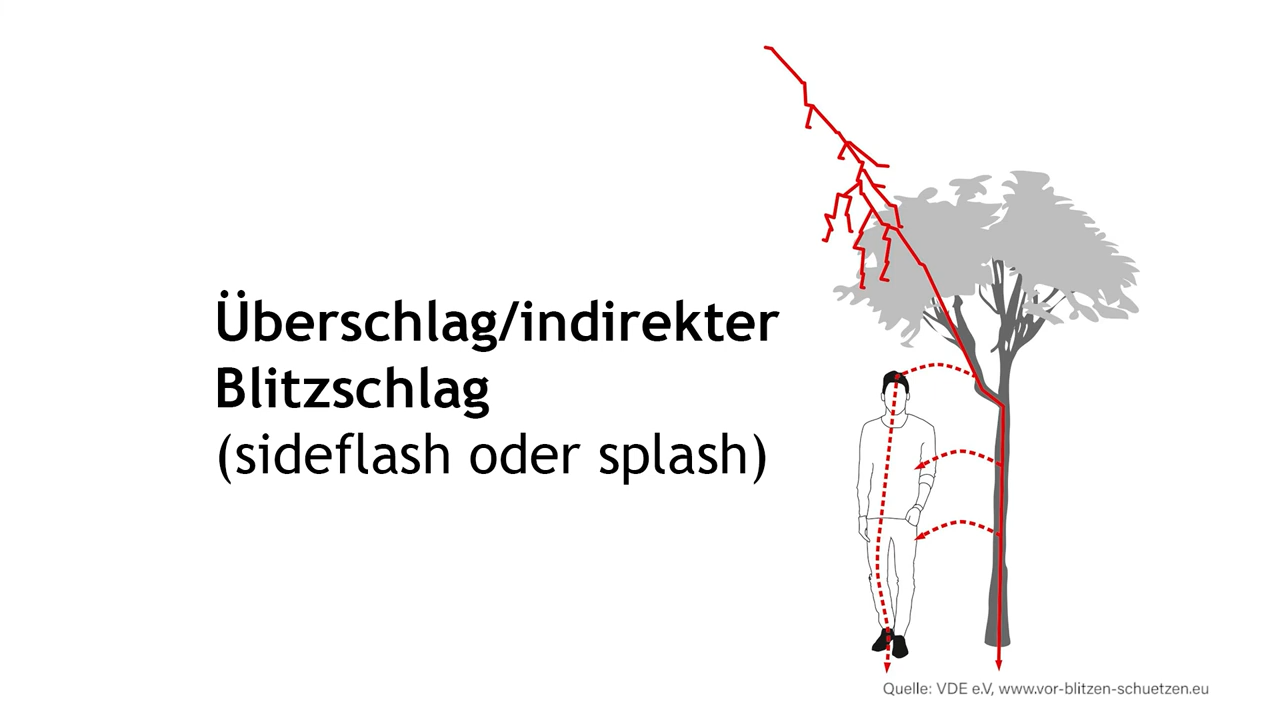 Überschlag/indirekter
Blitzschlag
(sideflash oder splash)
Quelle: VDE e.V, www.vor-blitzen-schuetzen.eu